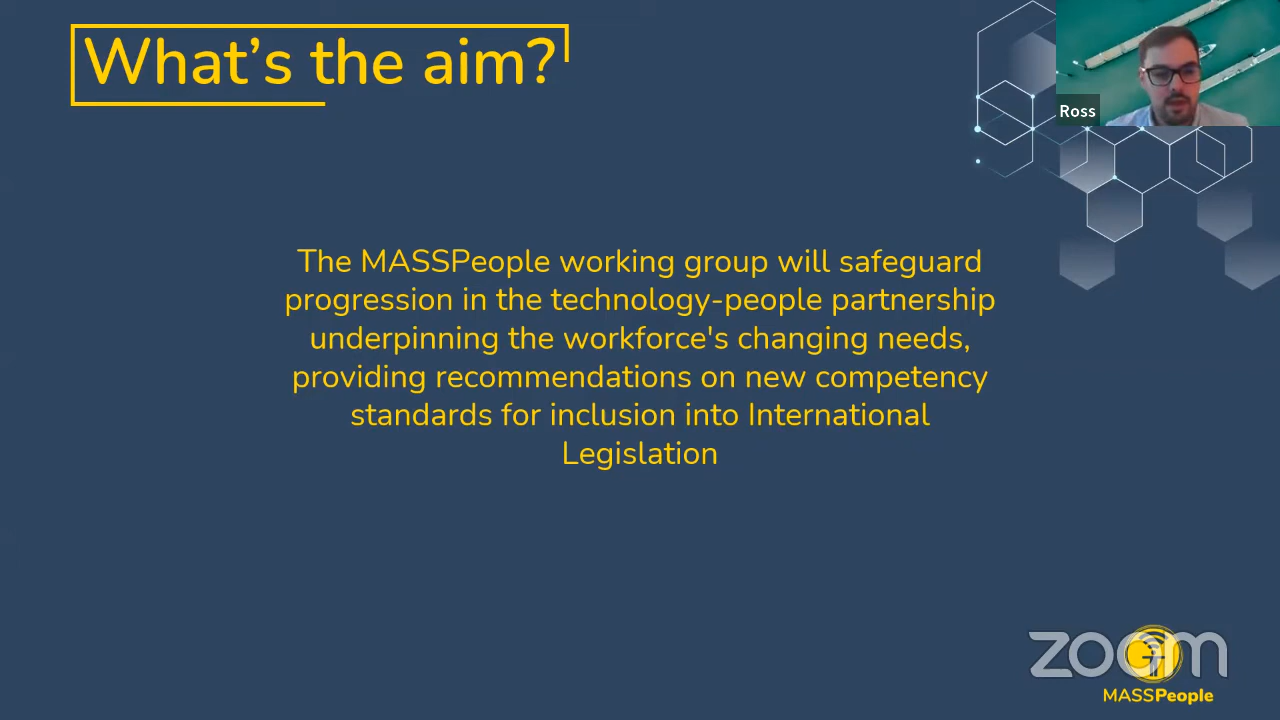 What’s the aim?
Ross
The MASSPeople working group will safeguard
progression in the technology-people partnership
underpinning the workforce's changing needs,
providing recommendations on new competency
standards for inclusion into International
Legislation
zoom
MASSPeople